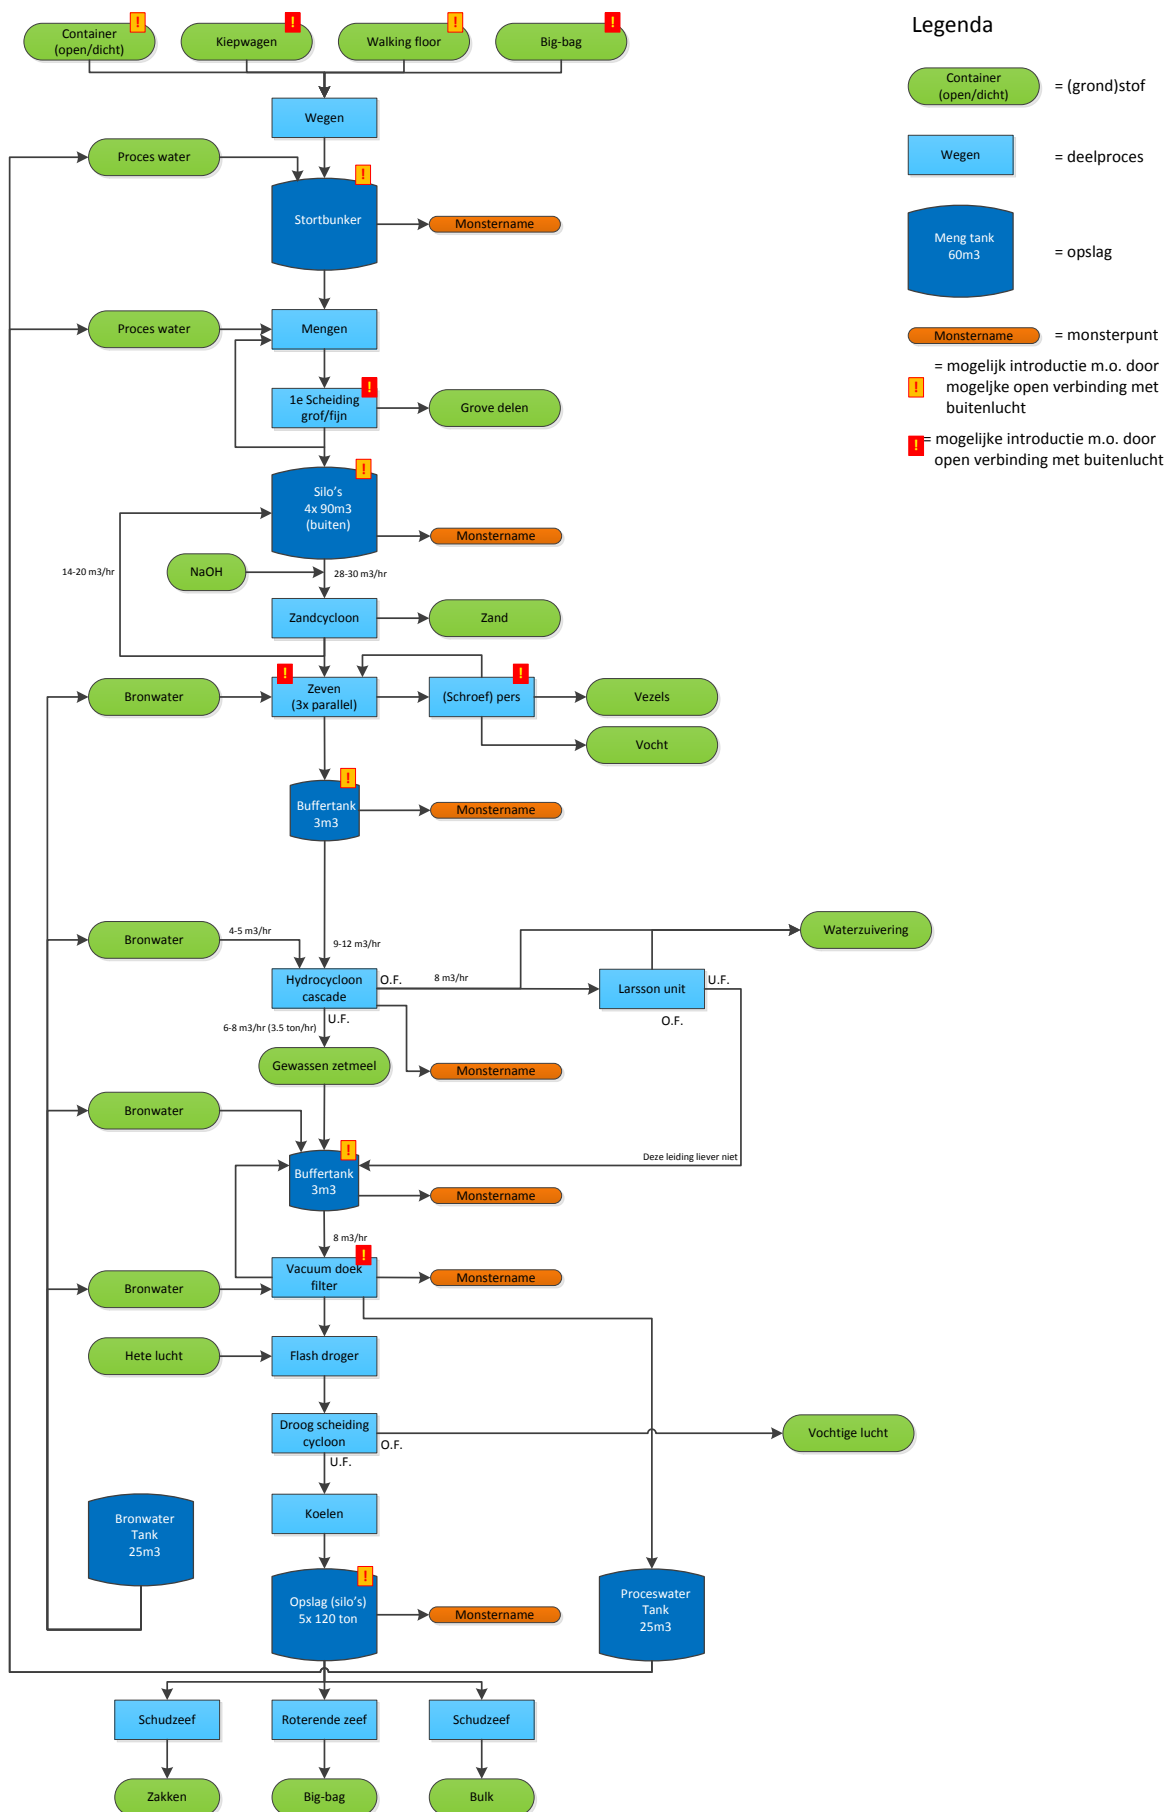 Legenda
Container
(open/dicht)
!
Kiepwagen
!
Walking floor
!
Big-bag
!
Container
(open/dicht)
= (grond)stof
Wegen
Wegen
= deelproces
Proces water
!
Stortbunker
Monstername
Meng tank
60m3
= opslag
Proces water
Mengen
Monstername
= monsterpunt
!
= mogelijk introductie m.o. door
mogeljke open verbinding met
buitenlucht
!
= mogelijke introductie m.o. door
open verbinding met buitenlucht
!
1e Scheiding
grof/fijn
Grove delen
!
Silo's
4x 90m3
(buiten)
Monstername
14-20 m3/hr
NaOH
28-30 m3/hr
Zandcycloon
Zand
Bronwater
!
Zeven
(3x parallel)
!
(Schroef) pers
Vezels
Vocht
!
Buffertank
3m3
Monstername
Bronwater
4-5 m3/hr
9-12 m3/hr
Waterzuivering
Hydrocycloon
cascade
O.F.
8 m3/hr
Larsson unit
U.F.
O.F.
U.F.
6-8 m3/hr (3.5 ton/hr)
Gewassen zetmeel
Monstername
Bronwater
!
Buffertank
3m3
Deze leiding liever niet
Monstername
8 m3/hr
!
Vacuum doek
filter
Monstername
Bronwater
Hete lucht
Flash droger
Droog scheiding
cycloon
O.F.
Vochtige lucht
U.F.
Koelen
Bronwater
Tank
25m3
!
Opslag (silo's)
5x 120 ton
Monstername
Proceswater
Tank
25m3
Schudzeef
Roterende zeef
Schudzeef
Zakken
Big-bag
Bulk